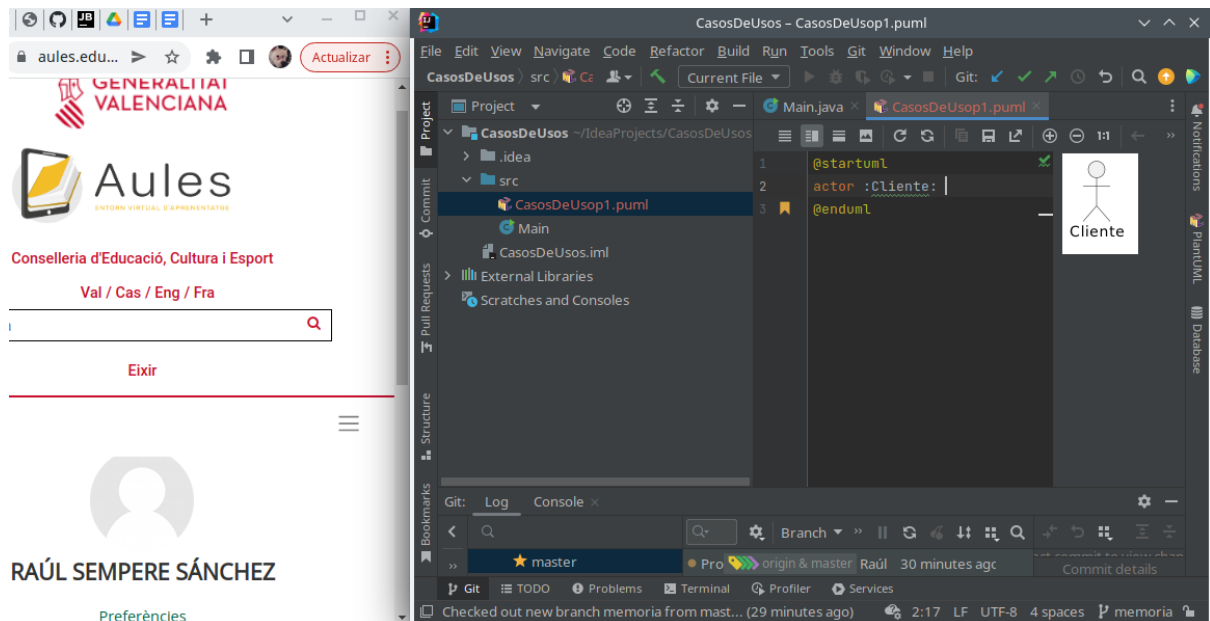 aules.edu...
Actualizar
GENERALITAT
VALENCIANA
Aules
ENTORN VIRTUAL D'APRENENTATGE
Conselleria d'Educació, Cultura i Esport
Val / Cas / Eng / Fra
Eixir
RAÚL SEMPERE SÁNCHEZ
Preferències
CasosDeUsos – CasosDeUsop1.puml
File Edit View Navigate Code Refactor Build Run Tools Git Window Help
CasosDeUsos src Ca Current File Git:
Project Main.java CasosDeUsop1.puml
CasosDeUsos ~/IdeaProjects/CasosDeUsos
.idea
src
CasosDeUsop1.puml
Main
CasosDeUsos.iml
External Libraries
Scratches and Consoles
1:1
1 @startuml
2 actor :Cliente:
3 @enduml
Cliente
Project
Commit
Pull Requests
Structure
Bookmarks
Notifications
PlantUML
Database
Git: Log Console
Branch
master
Pro origin & master Raúl 30 minutes ago
Commit details
Git TODO Problems Terminal Profiler Services
Checked out new branch memoria from mast... (29 minutes ago) 2:17 LF UTF-8 4 spaces memoria